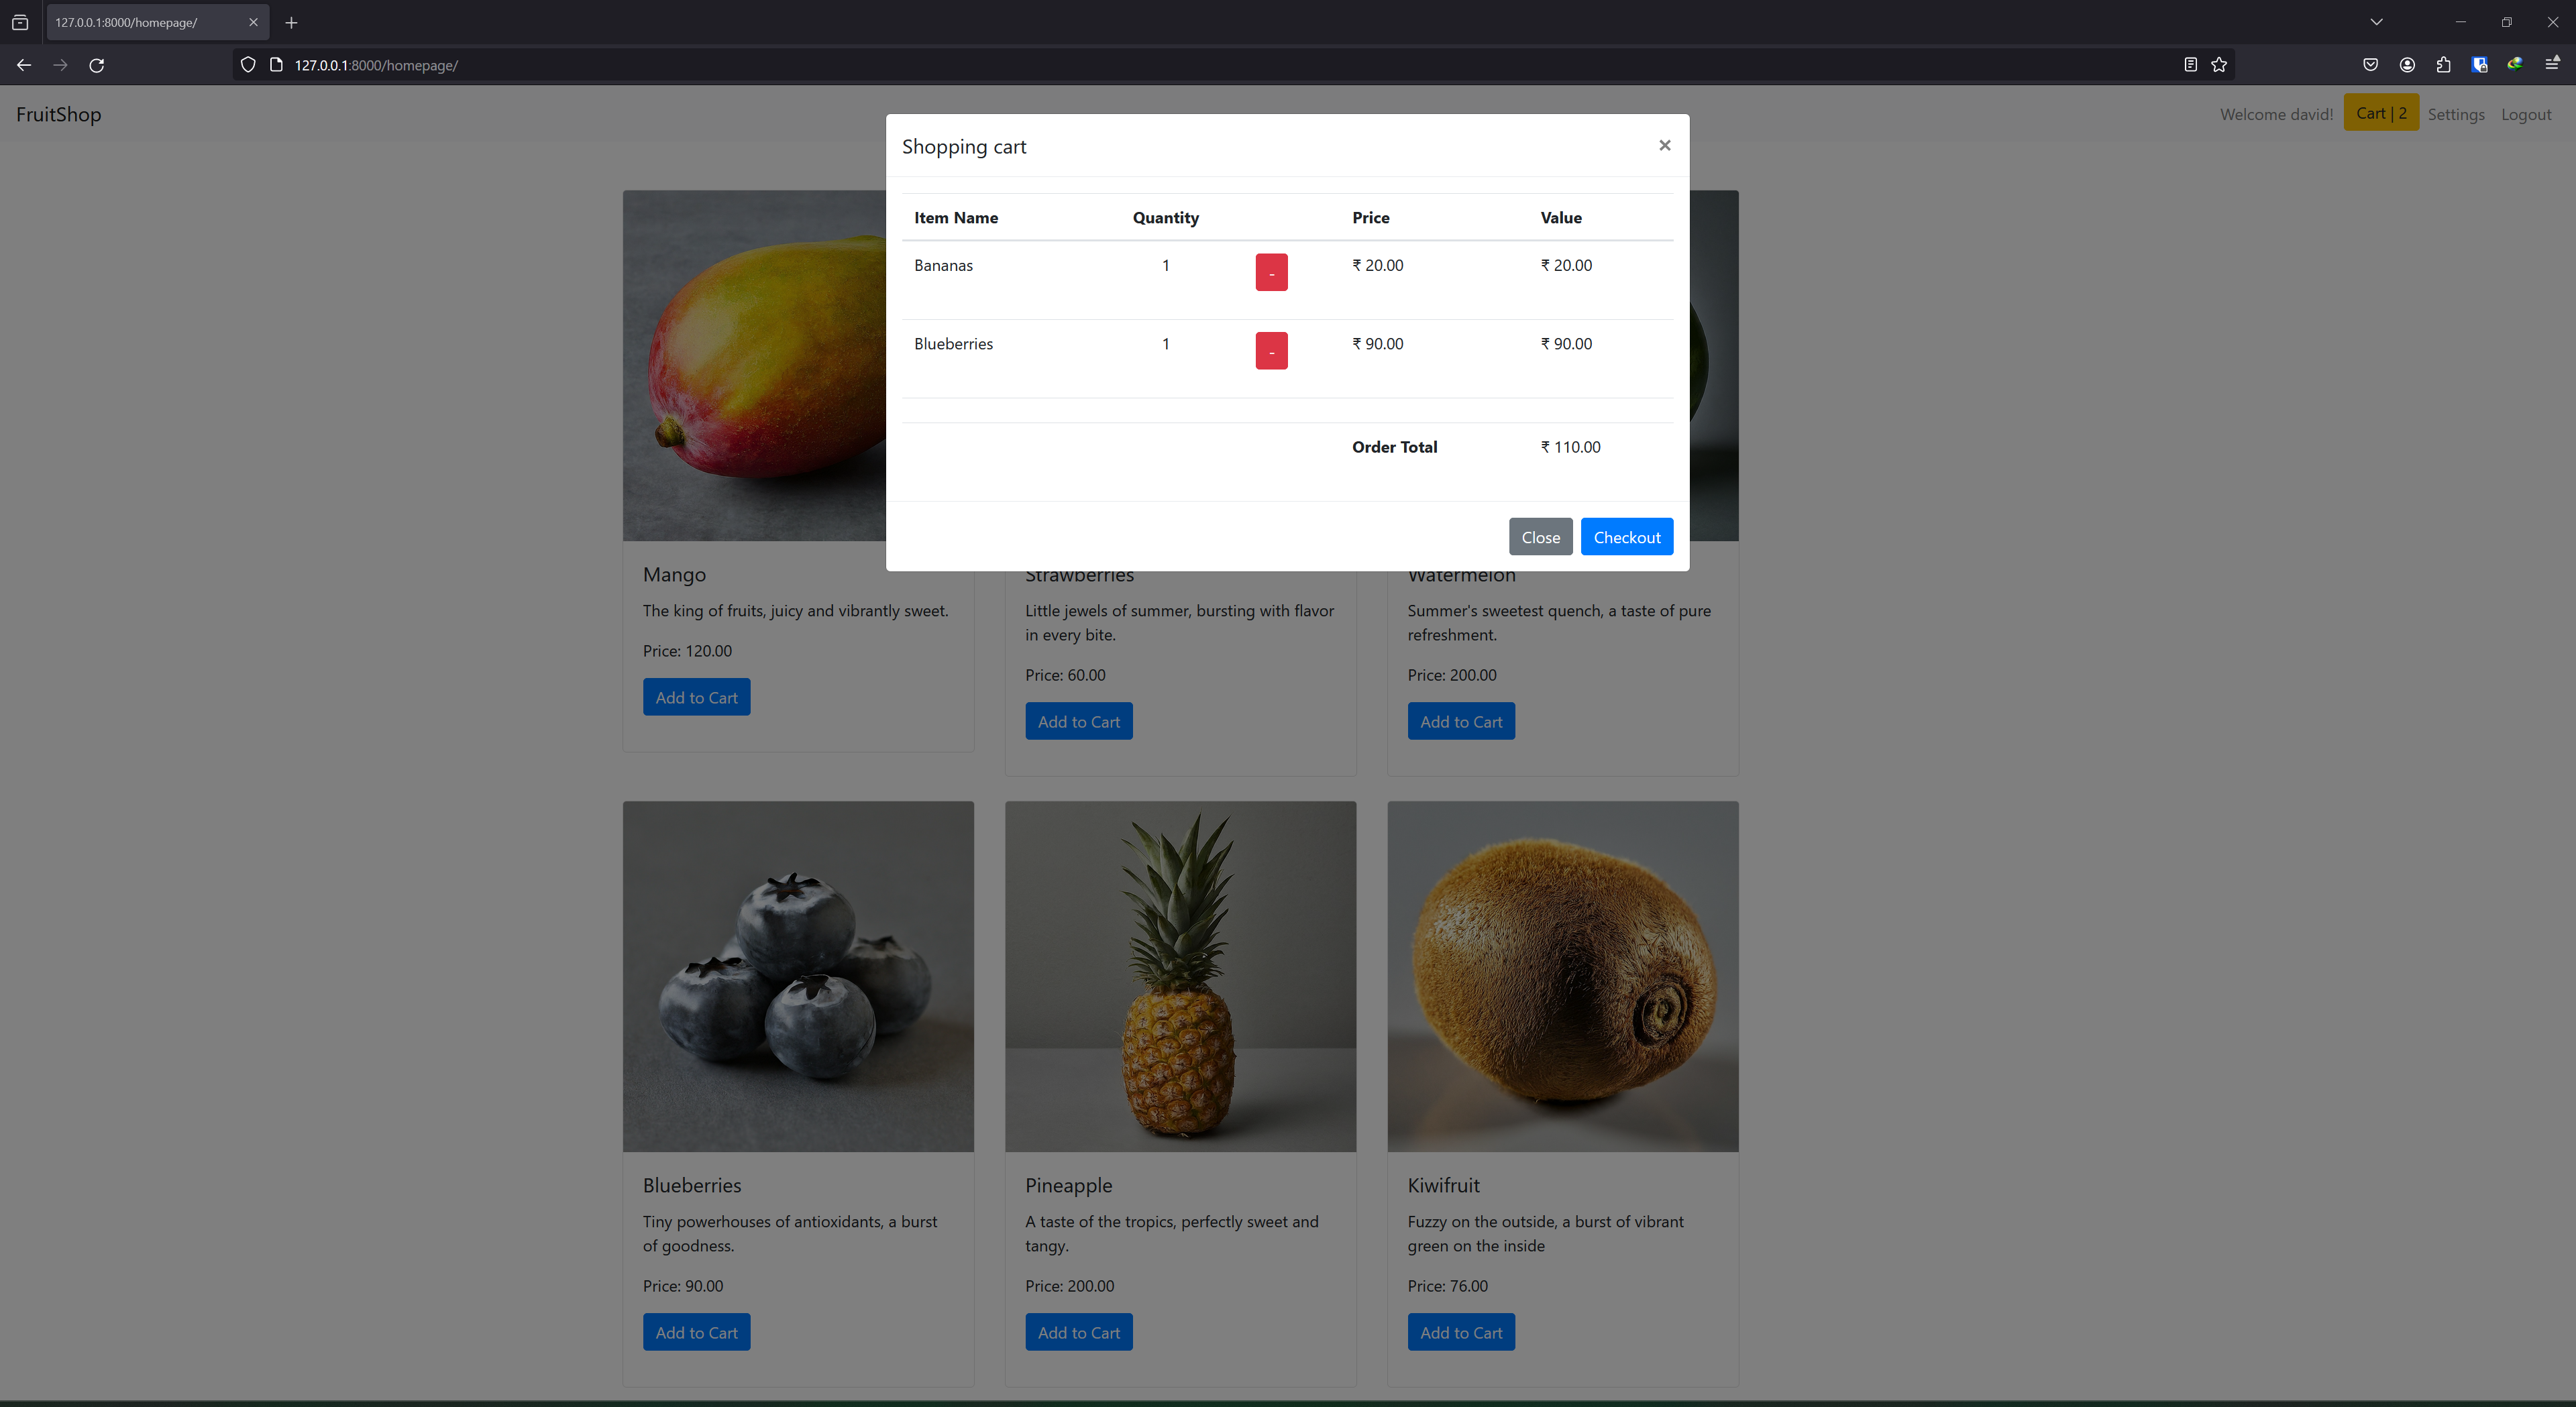 127.0.0.1:8000/homepage/
127.0.0.1:8000/homepage/
FruitShop
Welcome david!
Cart | 2
Settings
Logout
Shopping cart
×
Item Name Quantity Price Value
Bananas 1 - ₹ 20.00 ₹ 20.00
Blueberries 1 - ₹ 90.00 ₹ 90.00
Order Total ₹ 110.00
Close
Checkout
Mango
The king of fruits, juicy and vibrantly sweet.
Price: 120.00
Add to Cart
Strawberries
Little jewels of summer, bursting with flavor
in every bite.
Price: 60.00
Add to Cart
Watermelon
Summer's sweetest quench, a taste of pure
refreshment.
Price: 200.00
Add to Cart
Blueberries
Tiny powerhouses of antioxidants, a burst
of goodness.
Price: 90.00
Add to Cart
Pineapple
A taste of the tropics, perfectly sweet and
tangy.
Price: 200.00
Add to Cart
Kiwifruit
Fuzzy on the outside, a burst of vibrant
green on the inside
Price: 76.00
Add to Cart